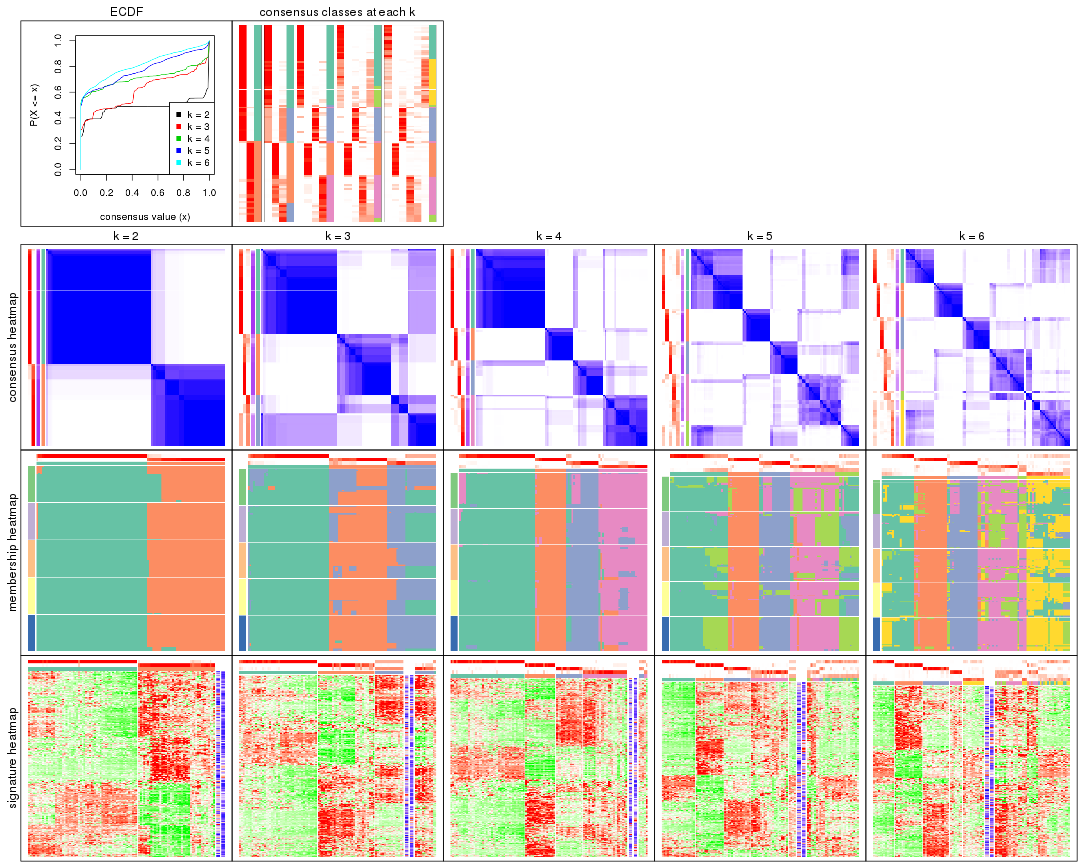 ECDF
consensus classes at each k
P(X <= x)
0.0 0.2 0.4 0.6 0.8 1.0
k = 2
k = 3
k = 4
k = 5
k = 6
0.0 0.2 0.4 0.6 0.8 1.0
consensus value (x)
k = 2
k = 3
k = 4
k = 5
k = 6
consensus heatmap
membership heatmap
signature heatmap